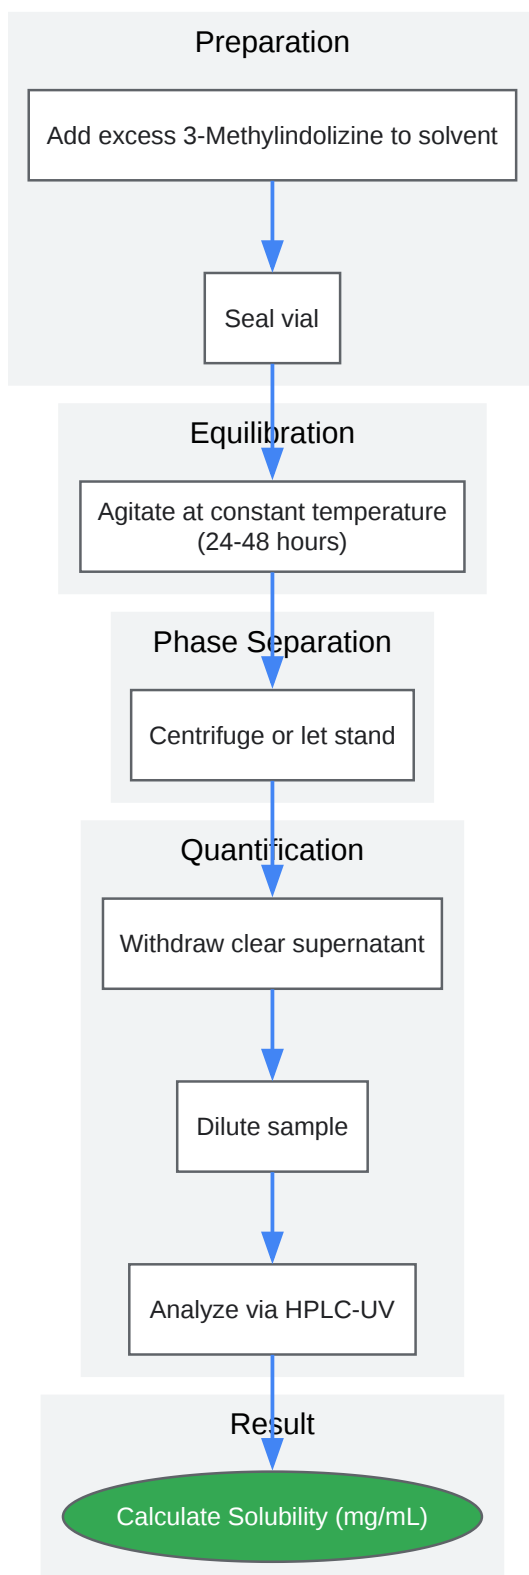 Preparation
Add excess 3-Methylindolizine to solvent
Seal vial
Equilibration
Agitate at constant temperature
(24-48 hours)
Phase Separation
Centrifuge or let stand
Quantification
Withdraw clear supernatant
Dilute sample
Analyze via HPLC-UV
Result
Calculate Solubility (mg/mL)